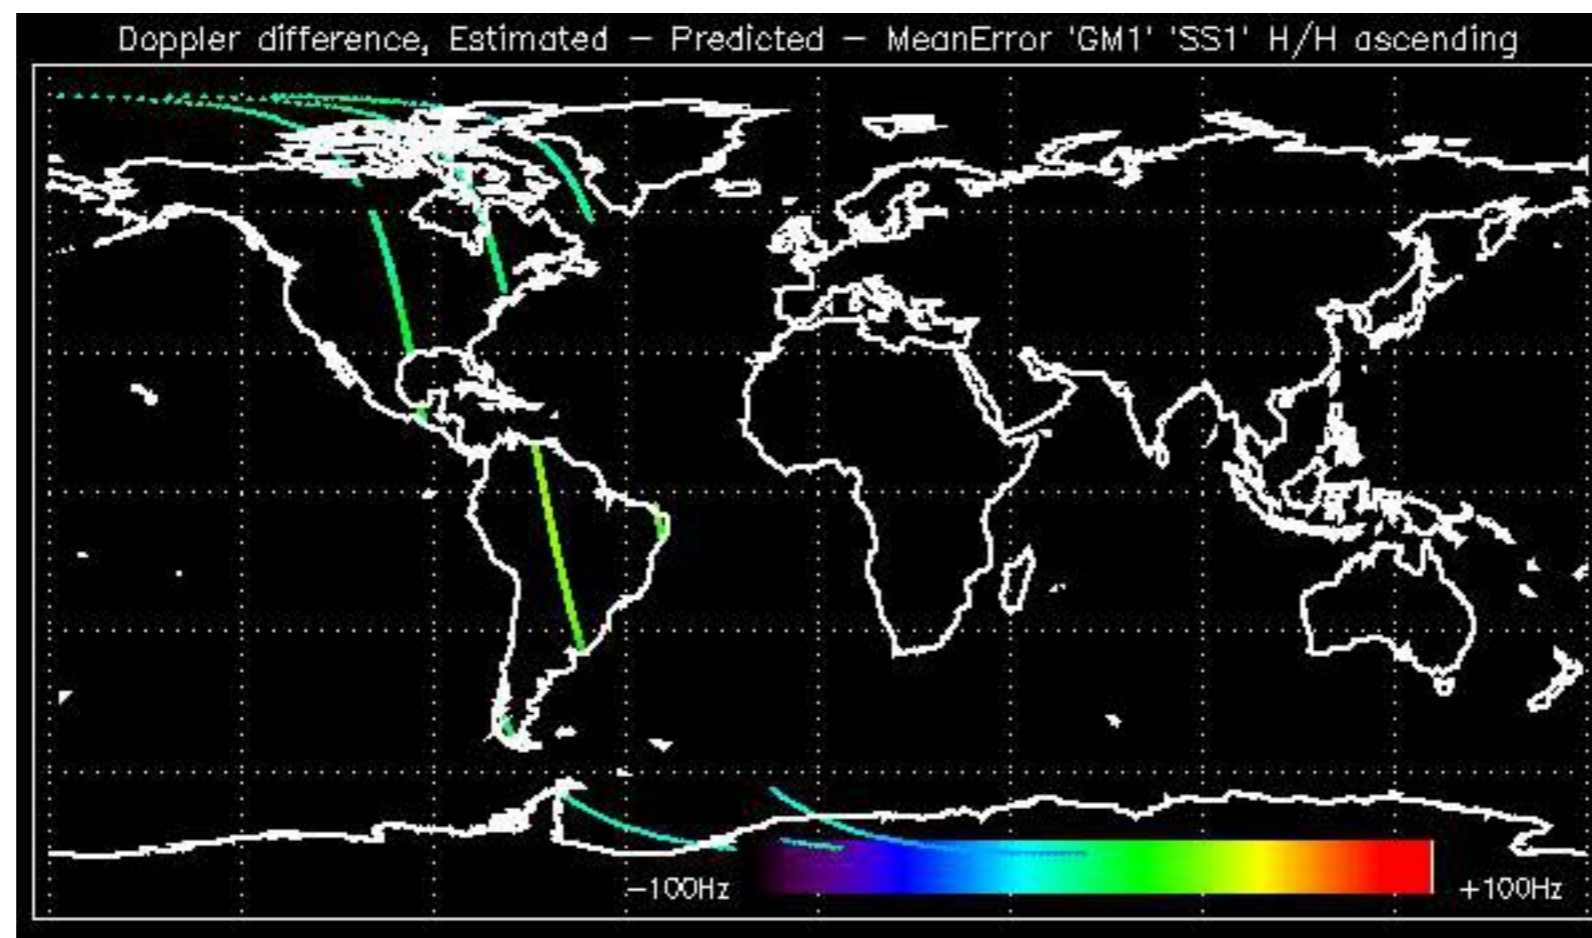 Doppler difference, Estimated – Predicted – MeanError 'GM1' 'SS1' H/H ascending
–100Hz +100Hz